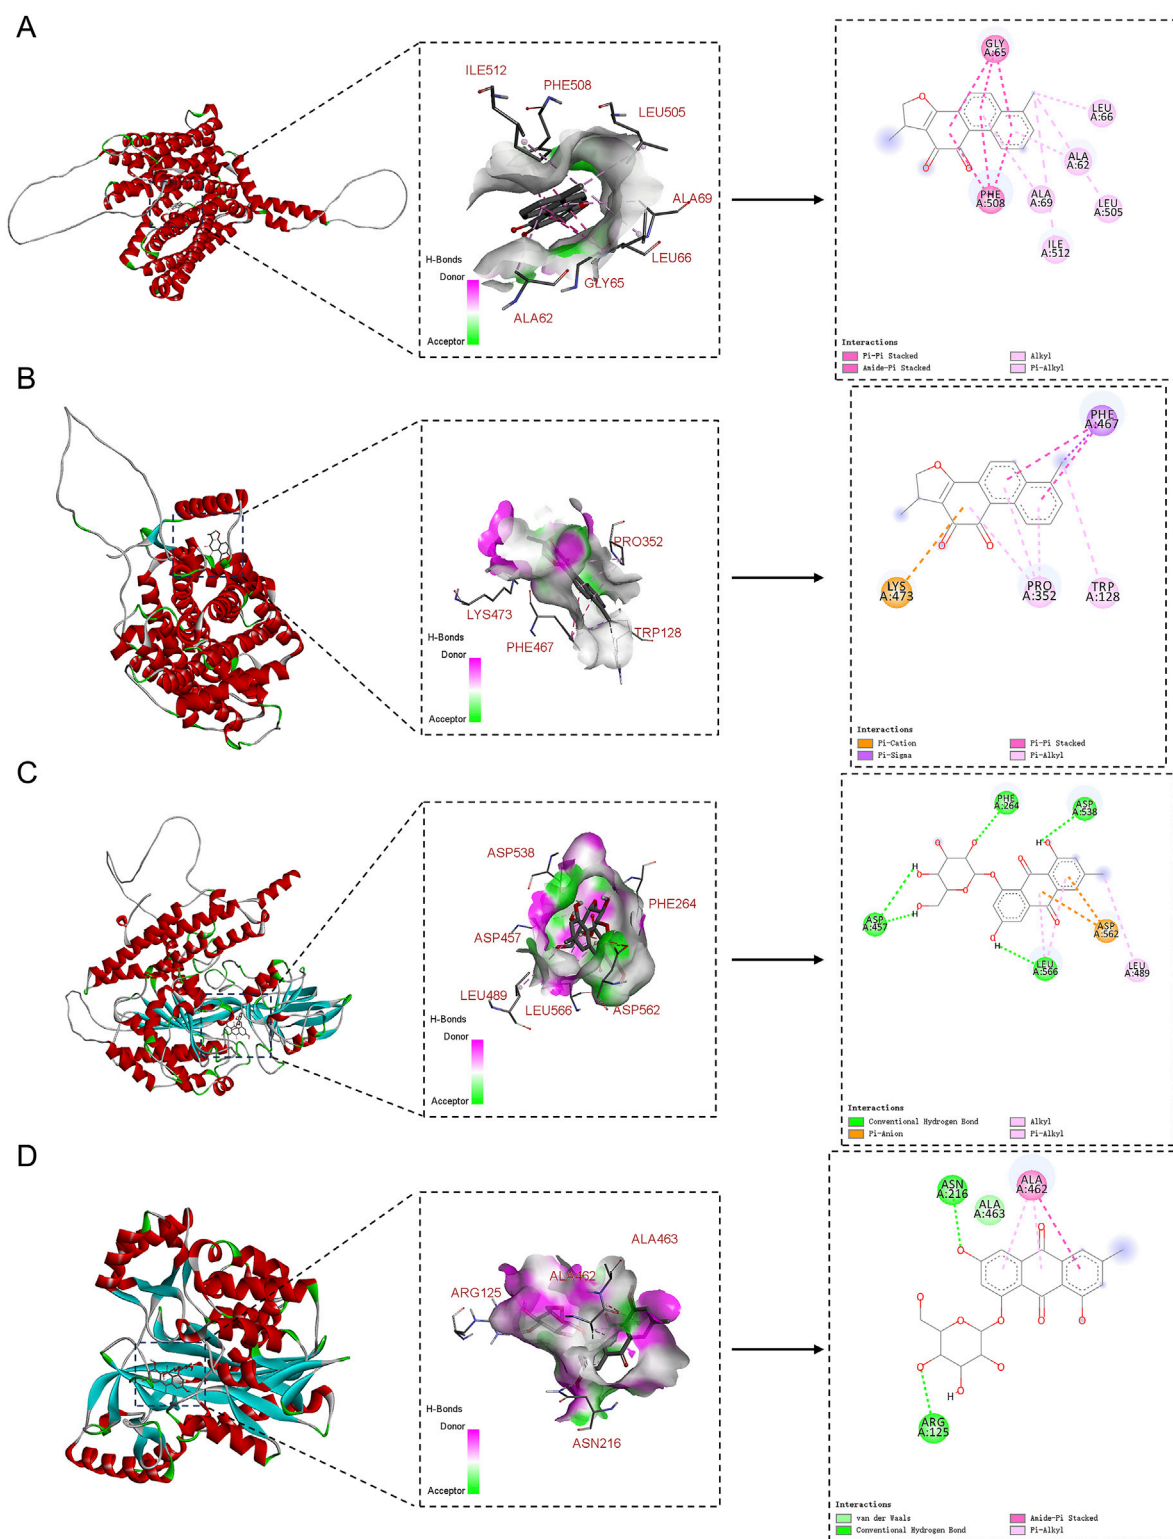 A
ILE512
PHE508
LEU505
ALA69
LEU66
GLY65
ALA62
H-Bonds
Donor
Acceptor
GLY
A:65
LEU
A:66
ALA
A:62
PHE
A:508
ALA
A:69
LEU
A:505
ILE
A:512
O
O
O
Interactions
Pi-Pi Stacked
Alkyl
Amide-Pi Stacked
Pi-Alkyl
B
PRO352
LYS473
PHE467
TRP128
H-Bonds
Donor
Acceptor
PHE
A:467
O
O
O
LYS
A:473
PRO
A:352
TRP
A:128
Interactions
Pi-Cation
Pi-Pi Stacked
Pi-Sigma
Pi-Alkyl
C
ASP538
PHE264
ASP457
LEU489
LEU566
ASP562
H-Bonds
Donor
Acceptor
PHE
A:264
ASP
A:538
ASP
A:457
ASP
A:562
LEU
A:566
LEU
A:489
Interactions
Conventional Hydrogen Bond
Alkyl
Pi-Anion
Pi-Alkyl
D
ALA463
ALA462
ARG125
ASN216
H-Bonds
Donor
Acceptor
ASN
A:216
ALA
A:463
ALA
A:462
ARG
A:125
Interactions
van der Waals
Amide-Pi Stacked
Conventional Hydrogen Bond
Pi-Alkyl